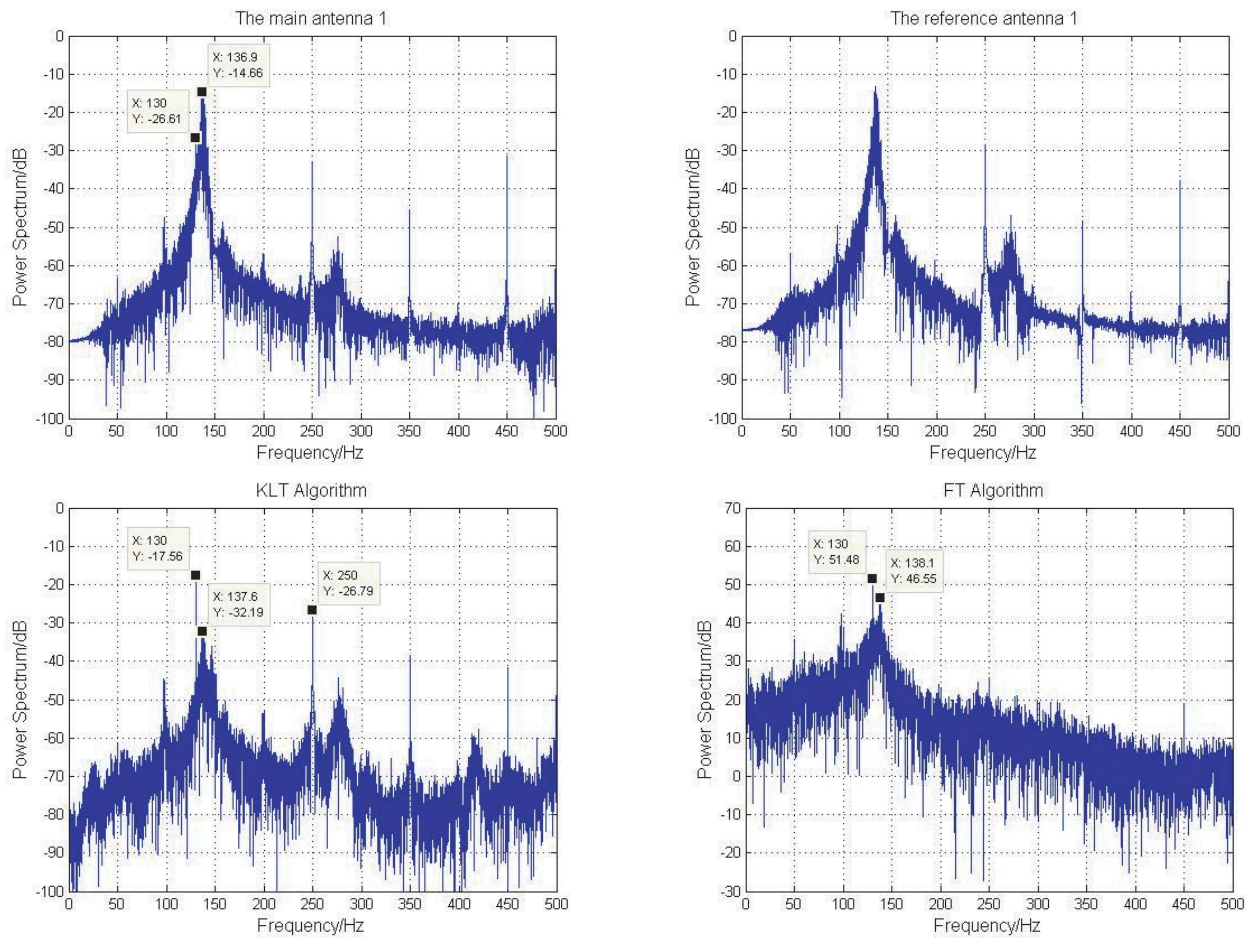 The main antenna 1
0
-10
-20
-30
-40
-50
-60
-70
-80
-90
-100
Power Spectrum/dB
X: 136.9
Y: -14.66
X: 130
Y: -26.61
0 50 100 150 200 250 300 350 400 450 500
Frequency/Hz
The reference antenna 1
0
-10
-20
-30
-40
-50
-60
-70
-80
-90
-100
Power Spectrum/dB
0 50 100 150 200 250 300 350 400 450 500
Frequency/Hz
KLT Algorithm
0
-10
-20
-30
-40
-50
-60
-70
-80
-90
-100
Power Spectrum/dB
X: 130
Y: -17.56
X: 137.6
Y: -32.19
X: 250
Y: -26.79
0 50 100 150 200 250 300 350 400 450 500
Frequency/Hz
FT Algorithm
70
60
50
40
30
20
10
0
-10
-20
-30
Power Spectrum/dB
X: 130
Y: 51.48
X: 138.1
Y: 46.55
0 50 100 150 200 250 300 350 400 450 500
Frequency/Hz